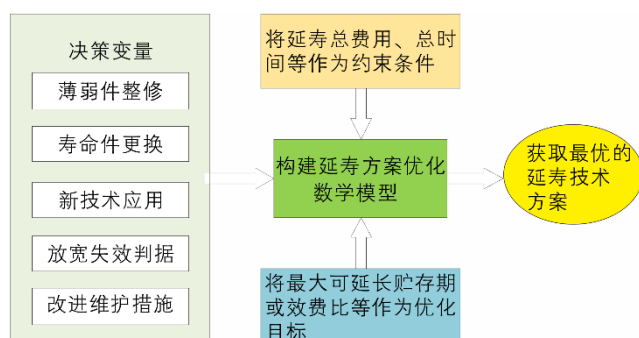 决策变量
薄弱件整修
寿命件更换
新技术应用
放宽失效判据
改进维护措施
将延寿总费用、总时
间等作为约束条件
构建延寿方案优化
数学模型
将最大可延长贮存期
或效费比等作为优化
目标
获取最优的
延寿技术
方案